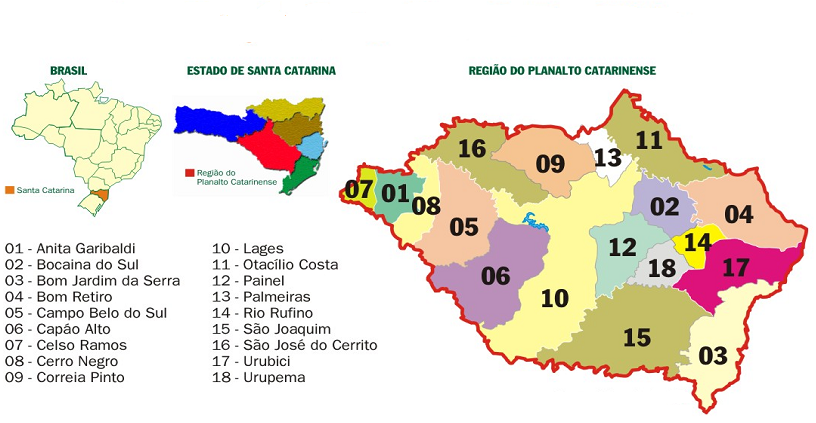 BRASIL
ESTADO DE SANTA CATARINA
REGIÃO DO PLANALTO CATARINENSE
Santa Catarina
Região do
Planalto Catarinense
01 - Anita Garibaldi
02 - Bocaina do Sul
03 - Bom Jardim da Serra
04 - Bom Retiro
05 - Campo Belo do Sul
06 - Capáo Alto
07 - Celso Ramos
08 - Cerro Negro
09 - Correia Pinto
10 - Lages
11 - Otacílio Costa
12 - Painel
13 - Palmeiras
14 - Rio Rufino
15 - São Joaquim
16 - São José do Cerrito
17 - Urubici
18 - Urupema
16
09
13
11
07
01
08
05
02
04
06
12
14
18
17
10
15
03